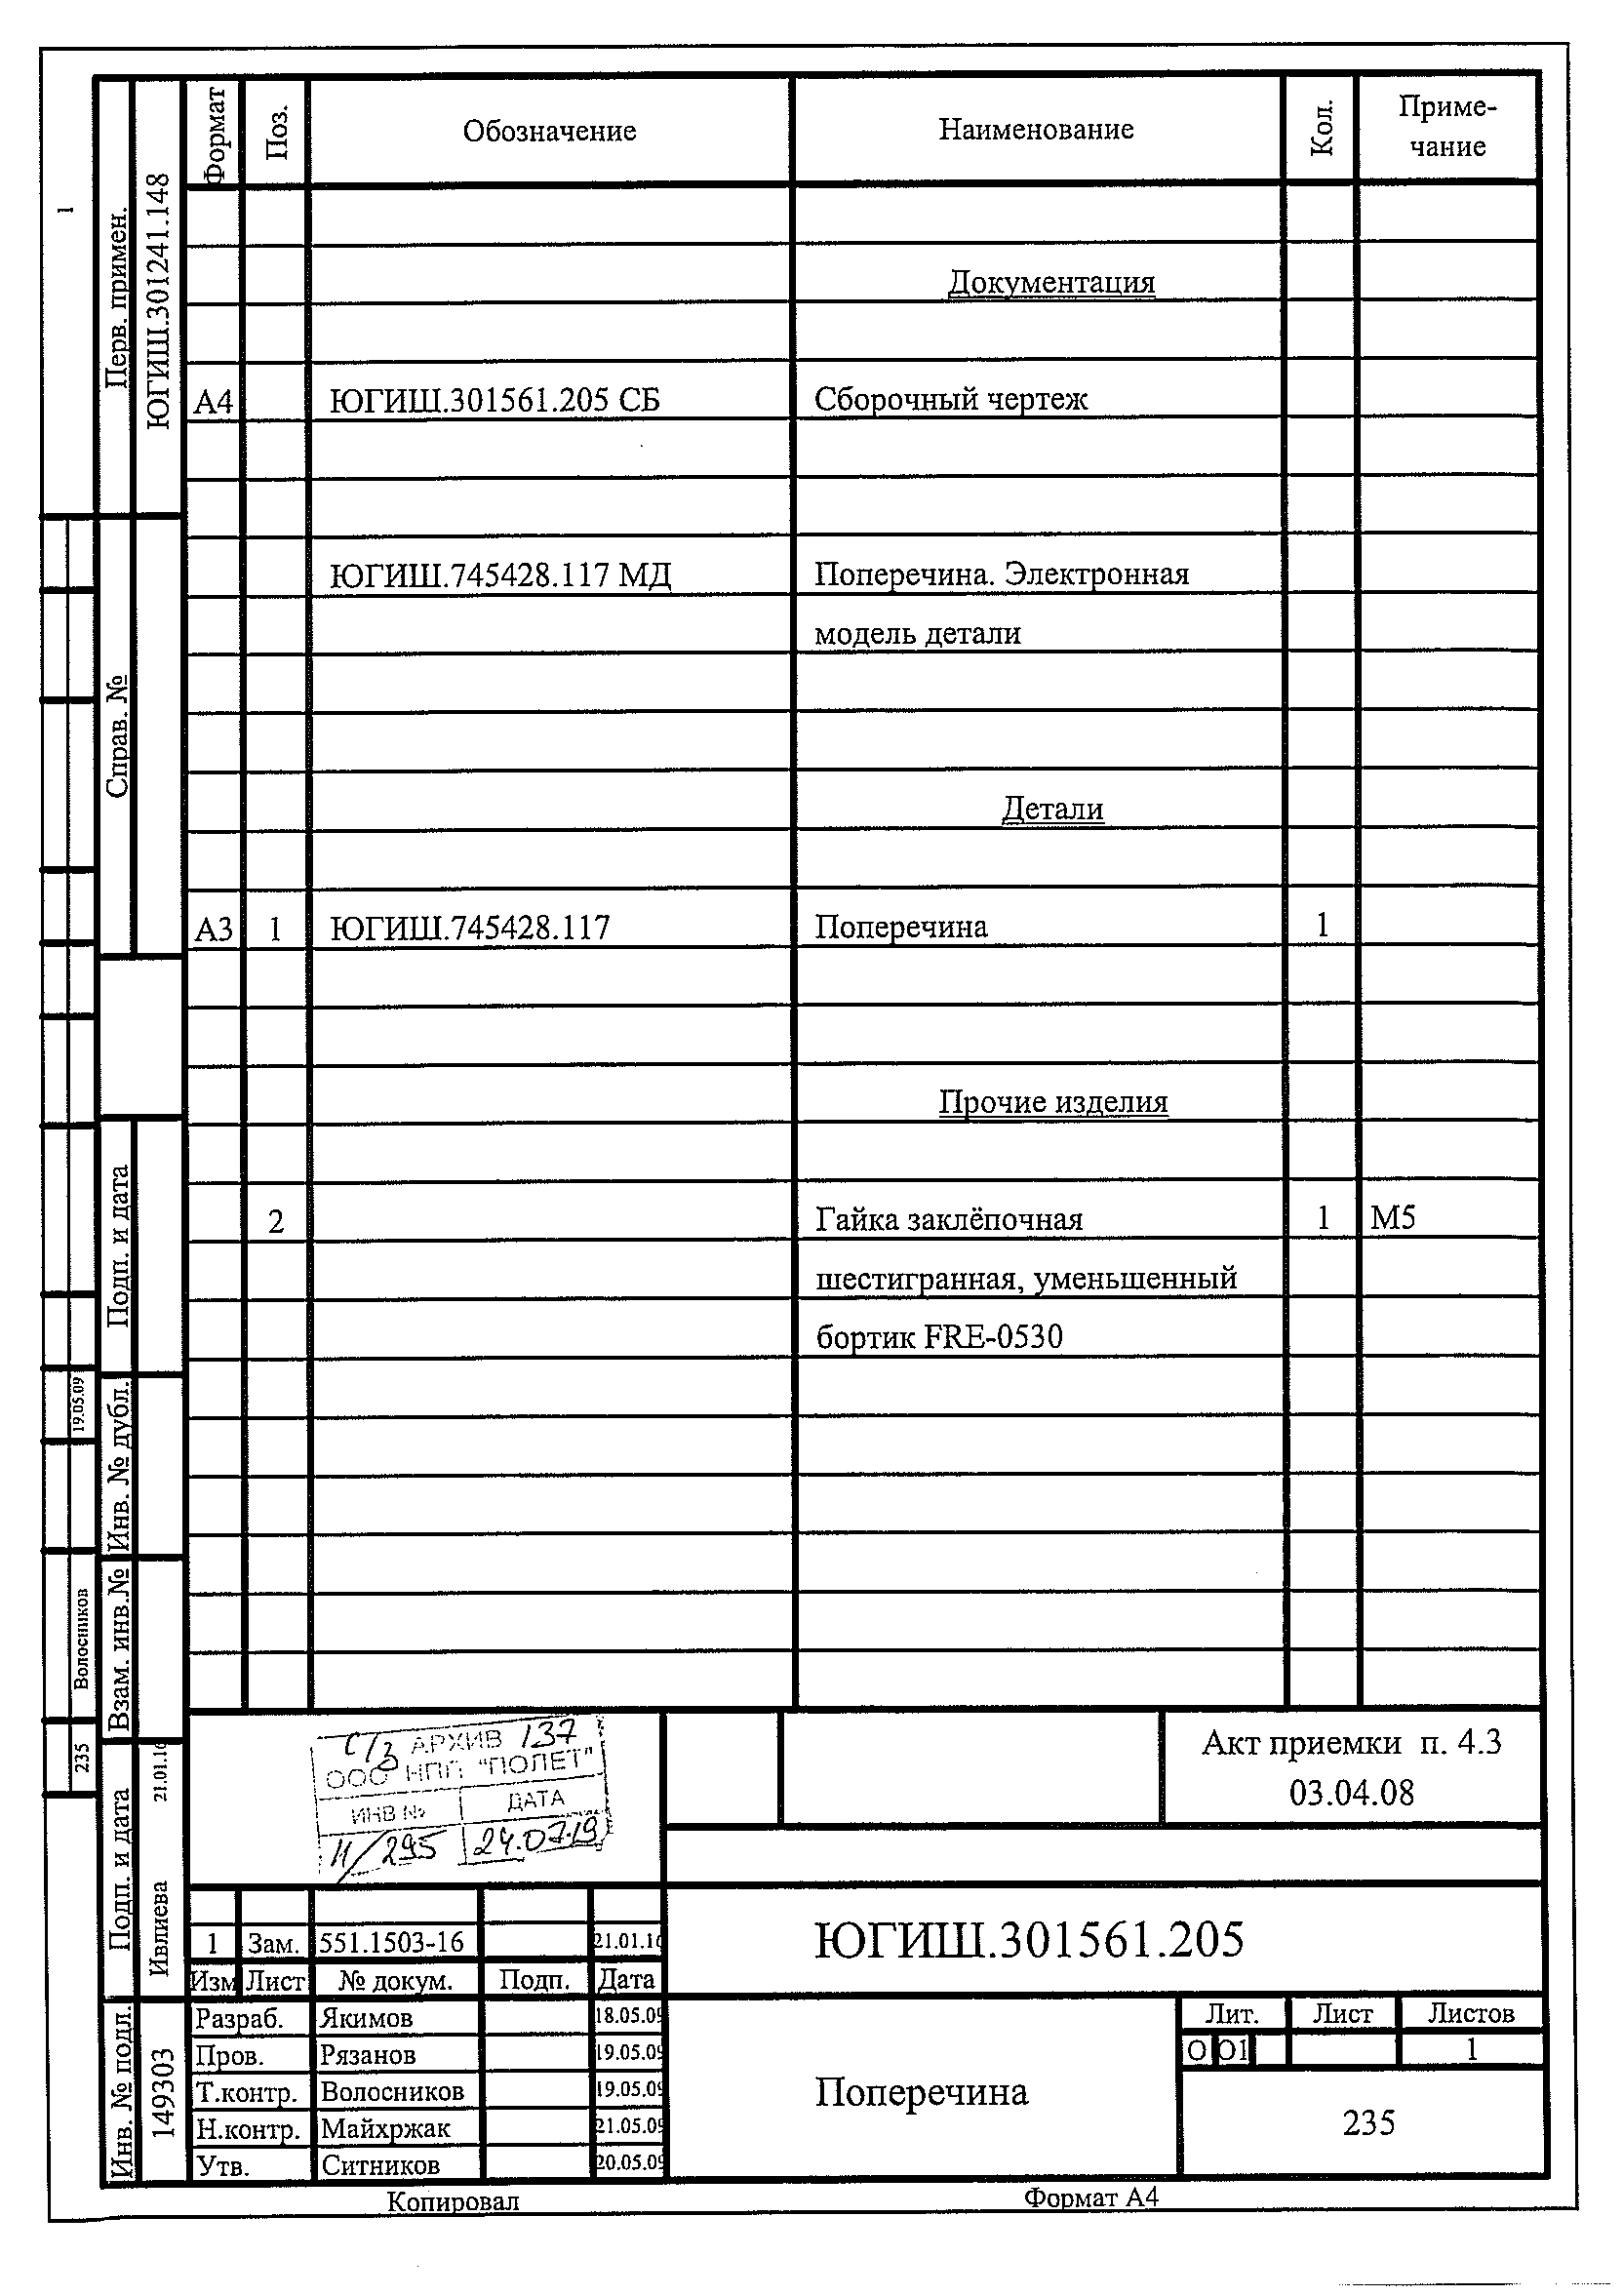 1
Перв. примен.
ЮГИШ.301241.148
Справ. №
Подп. и дата
Инв. № дубл.
Взам. инв.№
Подп. и дата
Ивлиева 21.01.16
Инв. № подл.
149303
19.05.09
Волосников
235
Формат Поз. Обозначение Наименование Кол. Приме-
чание
Документация
А4 ЮГИШ.301561.205 СБ Сборочный чертеж
ЮГИШ.745428.117 МД Поперечина. Электронная
модель детали
Детали
А3 1 ЮГИШ.745428.117 Поперечина 1
Прочие изделия
2 Гайка заклёпочная 1 М5
шестигранная, уменьшенный
бортик FRE-0530
АРХИВ 137
ООО НПП "ПОЛЕТ"
ИНВ № ДАТА
И/295 24.07.19
Акт приемки п. 4.3
03.04.08
1 Зам. 551.1503-16 21.01.16
Изм Лист № докум. Подп. Дата
ЮГИШ.301561.205
Разраб. Якимов 18.05.09
Пров. Рязанов 19.05.09
Т.контр. Волосников 19.05.09
Н.контр. Майхржак 21.05.09
Утв. Ситников 20.05.09
Поперечина
Лит. Лист Листов
О О1 1
235
Копировал Формат А4